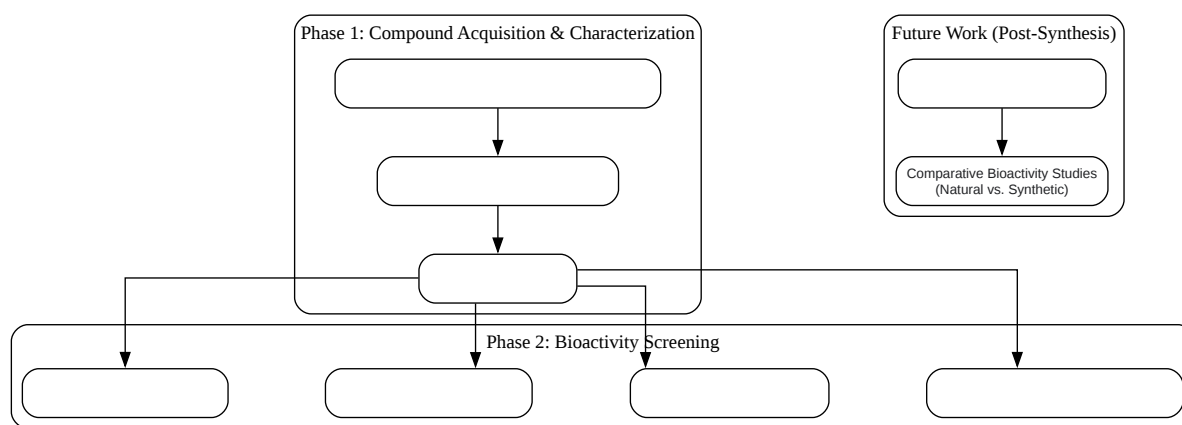 Phase 1: Compound Acquisition & Characterization
Future Work (Post-Synthesis)
Comparative Bioactivity Studies
(Natural vs. Synthetic)
Phase 2: Bioactivity Screening